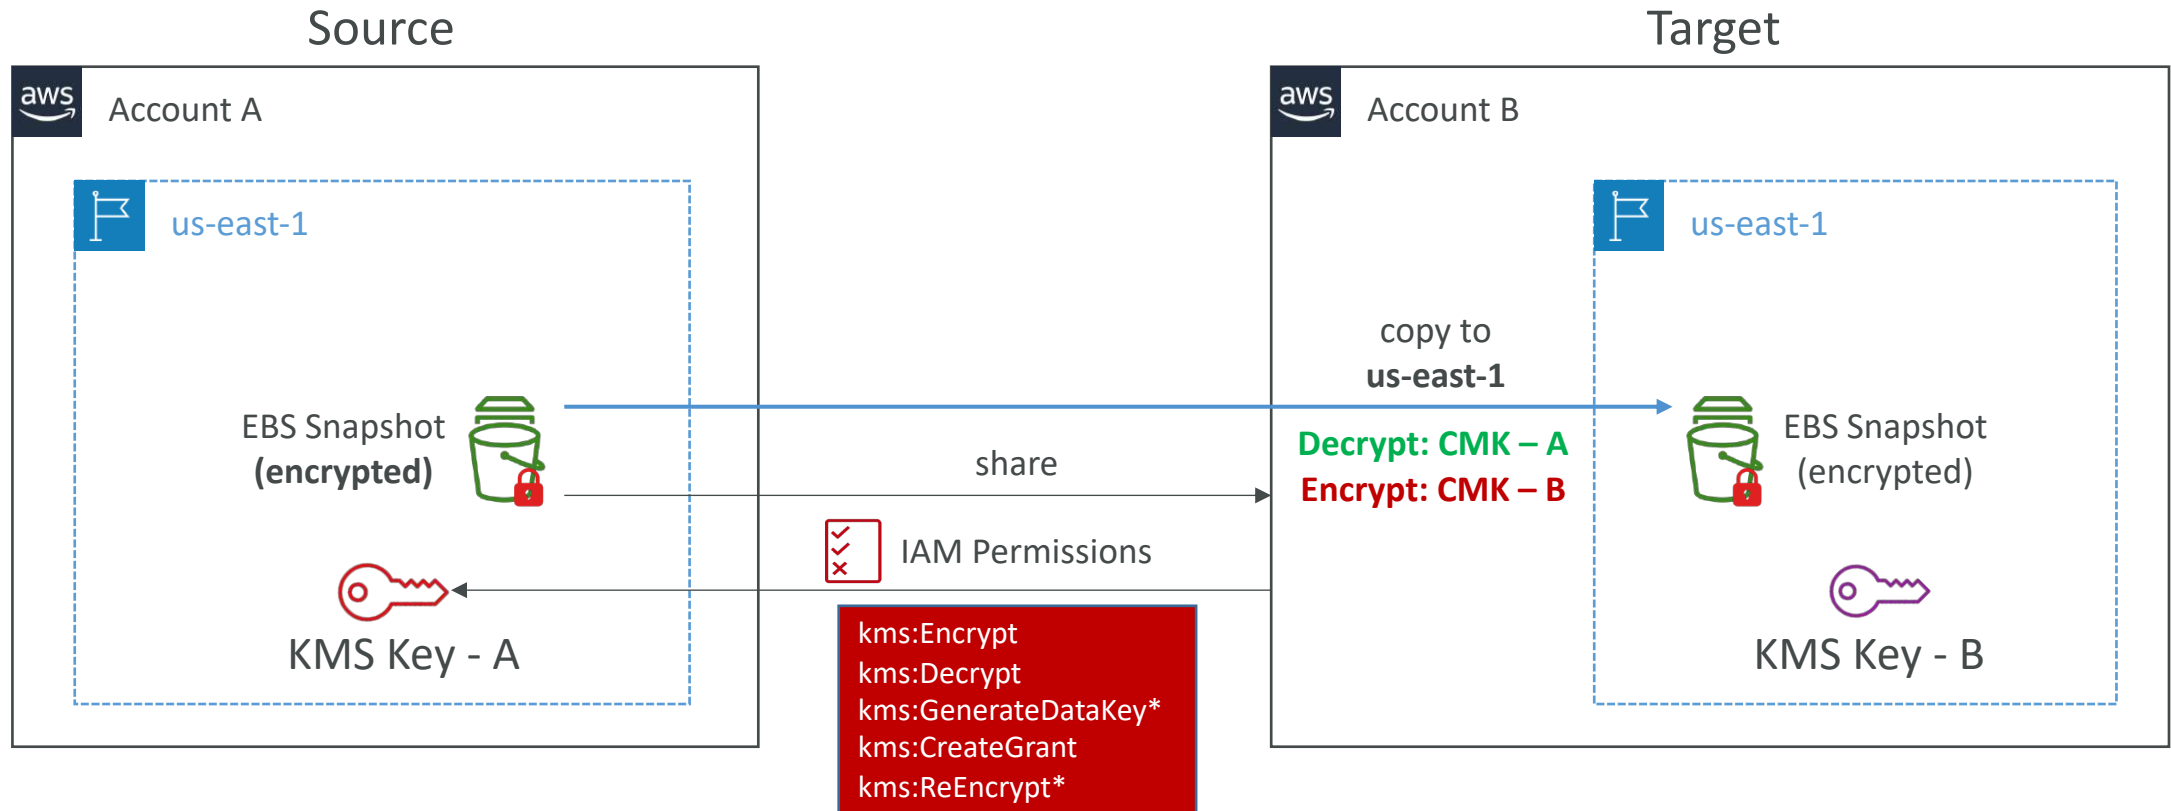 Source
Target
aws
Account A
aws
Account B
us-east-1
us-east-1
copy to
us-east-1
EBS Snapshot
(encrypted)
Decrypt: CMK – A
Encrypt: CMK – B
EBS Snapshot
(encrypted)
share
IAM Permissions
KMS Key - A
KMS Key - B
kms:Encrypt
kms:Decrypt
kms:GenerateDataKey*
kms:CreateGrant
kms:ReEncrypt*